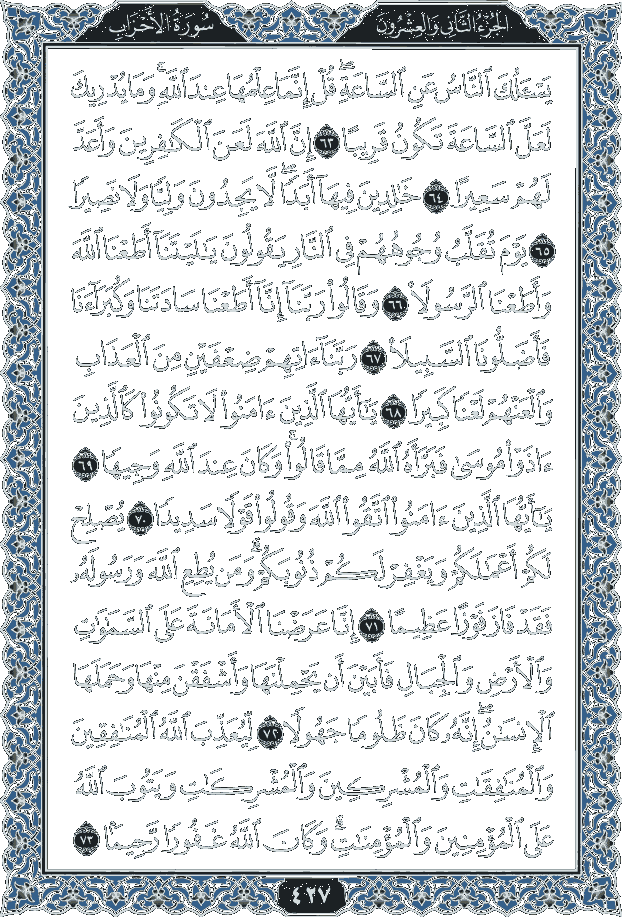 الجزء الثاني والعشرون
سورة الأحزاب
يَسْـَٔلُكَ ٱلنَّاسُ عَنِ ٱلسَّاعَةِۖ قُلْ إِنَّمَا عِلْمُهَا عِندَ ٱللَّهِۚ وَمَا يُدْرِيكَ
لَعَلَّ ٱلسَّاعَةَ تَكُونُ قَرِيبًا ٦٣ إِنَّ ٱللَّهَ لَعَنَ ٱلْكَٰفِرِينَ وَأَعَدَّ
لَهُمْ سَعِيرًا ٦٤ خَٰلِدِينَ فِيهَآ أَبَدًاۖ لَّا يَجِدُونَ وَلِيًّا وَلَا نَصِيرًا
٦٥ يَوْمَ تُقَلَّبُ وُجُوهُهُمْ فِى ٱلنَّارِ يَقُولُونَ يَٰلَيْتَنَآ أَطَعْنَا ٱللَّهَ
وَأَطَعْنَا ٱلرَّسُولَا۠ ٦٦ وَقَالُوا۟ رَبَّنَآ إِنَّآ أَطَعْنَا سَادَتَنَا وَكُبَرَآءَنَا
فَأَضَلُّونَا ٱلسَّبِيلَا۠ ٦٧ رَبَّنَآ ءَاتِهِمْ ضِعْفَيْنِ مِنَ ٱلْعَذَابِ
وَٱلْعَنْهُمْ لَعْنًا كَبِيرًا ٦٨ يَٰٓأَيُّهَا ٱلَّذِينَ ءَامَنُوا۟ لَا تَكُونُوا۟ كَٱلَّذِينَ
ءَاذَوْا۟ مُوسَىٰ فَبَرَّأَهُ ٱللَّهُ مِمَّا قَالُوا۟ۚ وَكَانَ عِندَ ٱللَّهِ وَجِيهًا ٦٩
يَٰٓأَيُّهَا ٱلَّذِينَ ءَامَنُوا۟ ٱتَّقُوا۟ ٱللَّهَ وَقُولُوا۟ قَوْلًا سَدِيدًا ٧٠ يُصْلِحْ
لَكُمْ أَعْمَٰلَكُمْ وَيَغْفِرْ لَكُمْ ذُنُوبَكُمْۗ وَمَن يُطِعِ ٱللَّهَ وَرَسُولَهُۥ
فَقَدْ فَازَ فَوْزًا عَظِيمًا ٧١ إِنَّا عَرَضْنَا ٱلْأَمَانَةَ عَلَى ٱلسَّمَٰوَٰتِ
وَٱلْأَرْضِ وَٱلْجِبَالِ فَأَبَيْنَ أَن يَحْمِلْنَهَا وَأَشْفَقْنَ مِنْهَا وَحَمَلَهَا
ٱلْإِنسَٰنُۖ إِنَّهُۥ كَانَ ظَلُومًا جَهُولًا ٧٢ لِّيُعَذِّبَ ٱللَّهُ ٱلْمُنَٰفِقِينَ
وَٱلْمُنَٰفِقَٰتِ وَٱلْمُشْرِكِينَ وَٱلْمُشْرِكَٰتِ وَيَتُوبَ ٱللَّهُ
عَلَى ٱلْمُؤْمِنِينَ وَٱلْمُؤْمِنَٰتِۗ وَكَانَ ٱللَّهُ غَفُورًا رَّحِيمًۢا ٧٣
٤٢٧